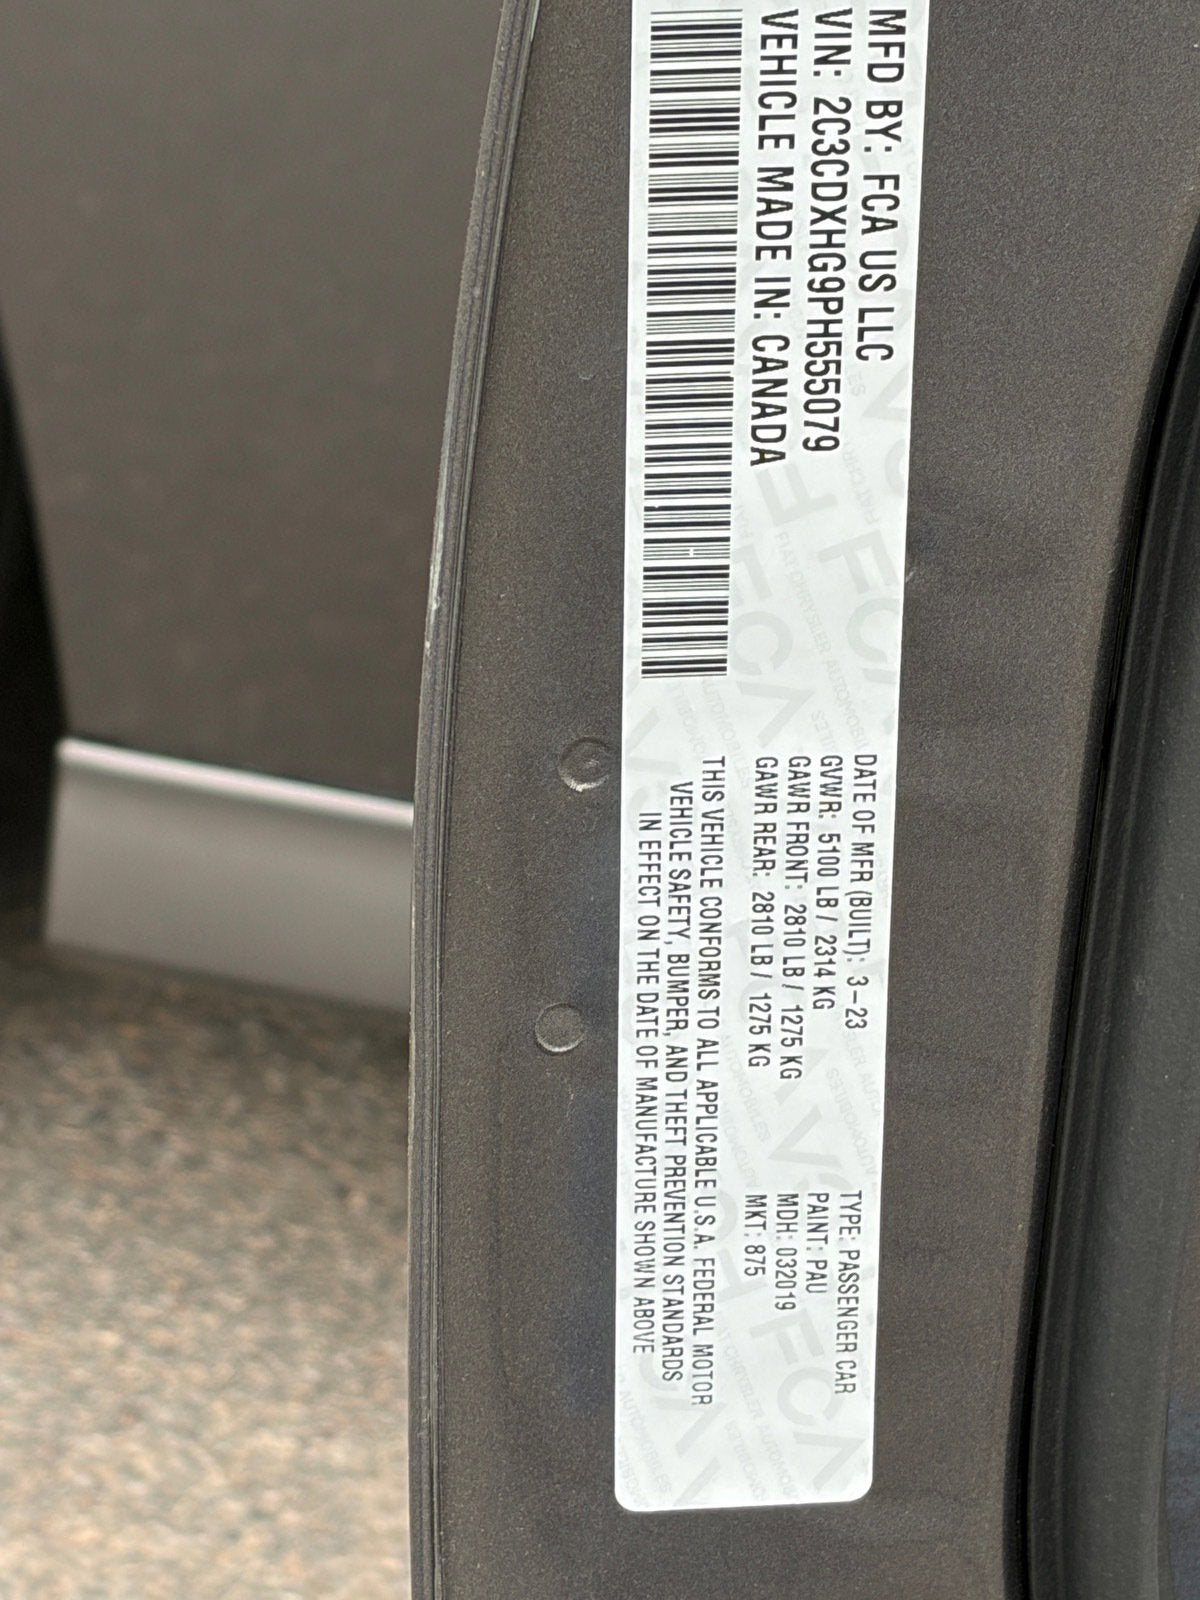 MFD BY: FCA US LLC
VIN: 2C3CDXHG9PH555079
VEHICLE MADE IN: CANADA
DATE OF MFR (BUILT): 3-23
GVWR: 5100 LB / 2314 KG
GAWR FRONT: 2810 LB / 1275 KG
GAWR REAR: 2810 LB / 1275 KG
TYPE: PASSENGER CAR
PAINT: PAU
MDH: 032019
MKT: 875
THIS VEHICLE CONFORMS TO ALL APPLICABLE U.S.A. FEDERAL MOTOR
VEHICLE SAFETY, BUMPER, AND THEFT PREVENTION STANDARDS
IN EFFECT ON THE DATE OF MANUFACTURE SHOWN ABOVE